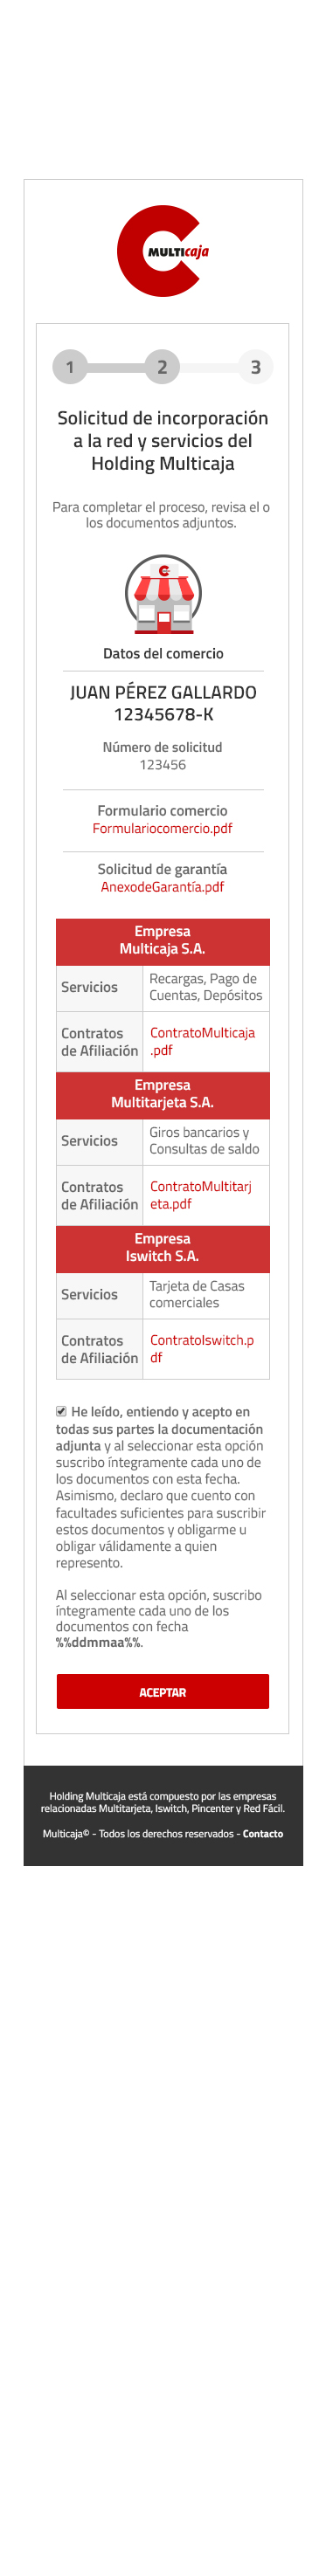 MULTIcaja
1 2 3
Solicitud de incorporación
a la red y servicios del
Holding Multicaja
Para completar el proceso, revisa el o
los documentos adjuntos.
Datos del comercio
JUAN PÉREZ GALLARDO
12345678-K
Número de solicitud
123456
Formulario comercio
Formulariocomercio.pdf
Solicitud de garantía
AnexodeGarantía.pdf
Empresa
Multicaja S.A.
Servicios
Recargas, Pago de
Cuentas, Depósitos
Contratos
de Afiliación
ContratoMulticaja
.pdf
Empresa
Multitarjeta S.A.
Servicios
Giros bancarios y
Consultas de saldo
Contratos
de Afiliación
ContratoMultitarj
eta.pdf
Empresa
Iswitch S.A.
Servicios
Tarjeta de Casas
comerciales
Contratos
de Afiliación
ContratoIswitch.p
df
He leído, entiendo y acepto en
todas sus partes la documentación
adjunta y al seleccionar esta opción
suscribo íntegramente cada uno de
los documentos con esta fecha.
Asimismo, declaro que cuento con
facultades suficientes para suscribir
estos documentos y obligarme u
obligar válidamente a quien
represento.
Al seleccionar esta opción, suscribo
íntegramente cada uno de los
documentos con fecha
%%ddmmaa%%.
ACEPTAR
Holding Multicaja está compuesto por las empresas
relacionadas Multitarjeta, Iswitch, Pincenter y Red Fácil.
Multicaja© - Todos los derechos reservados - Contacto